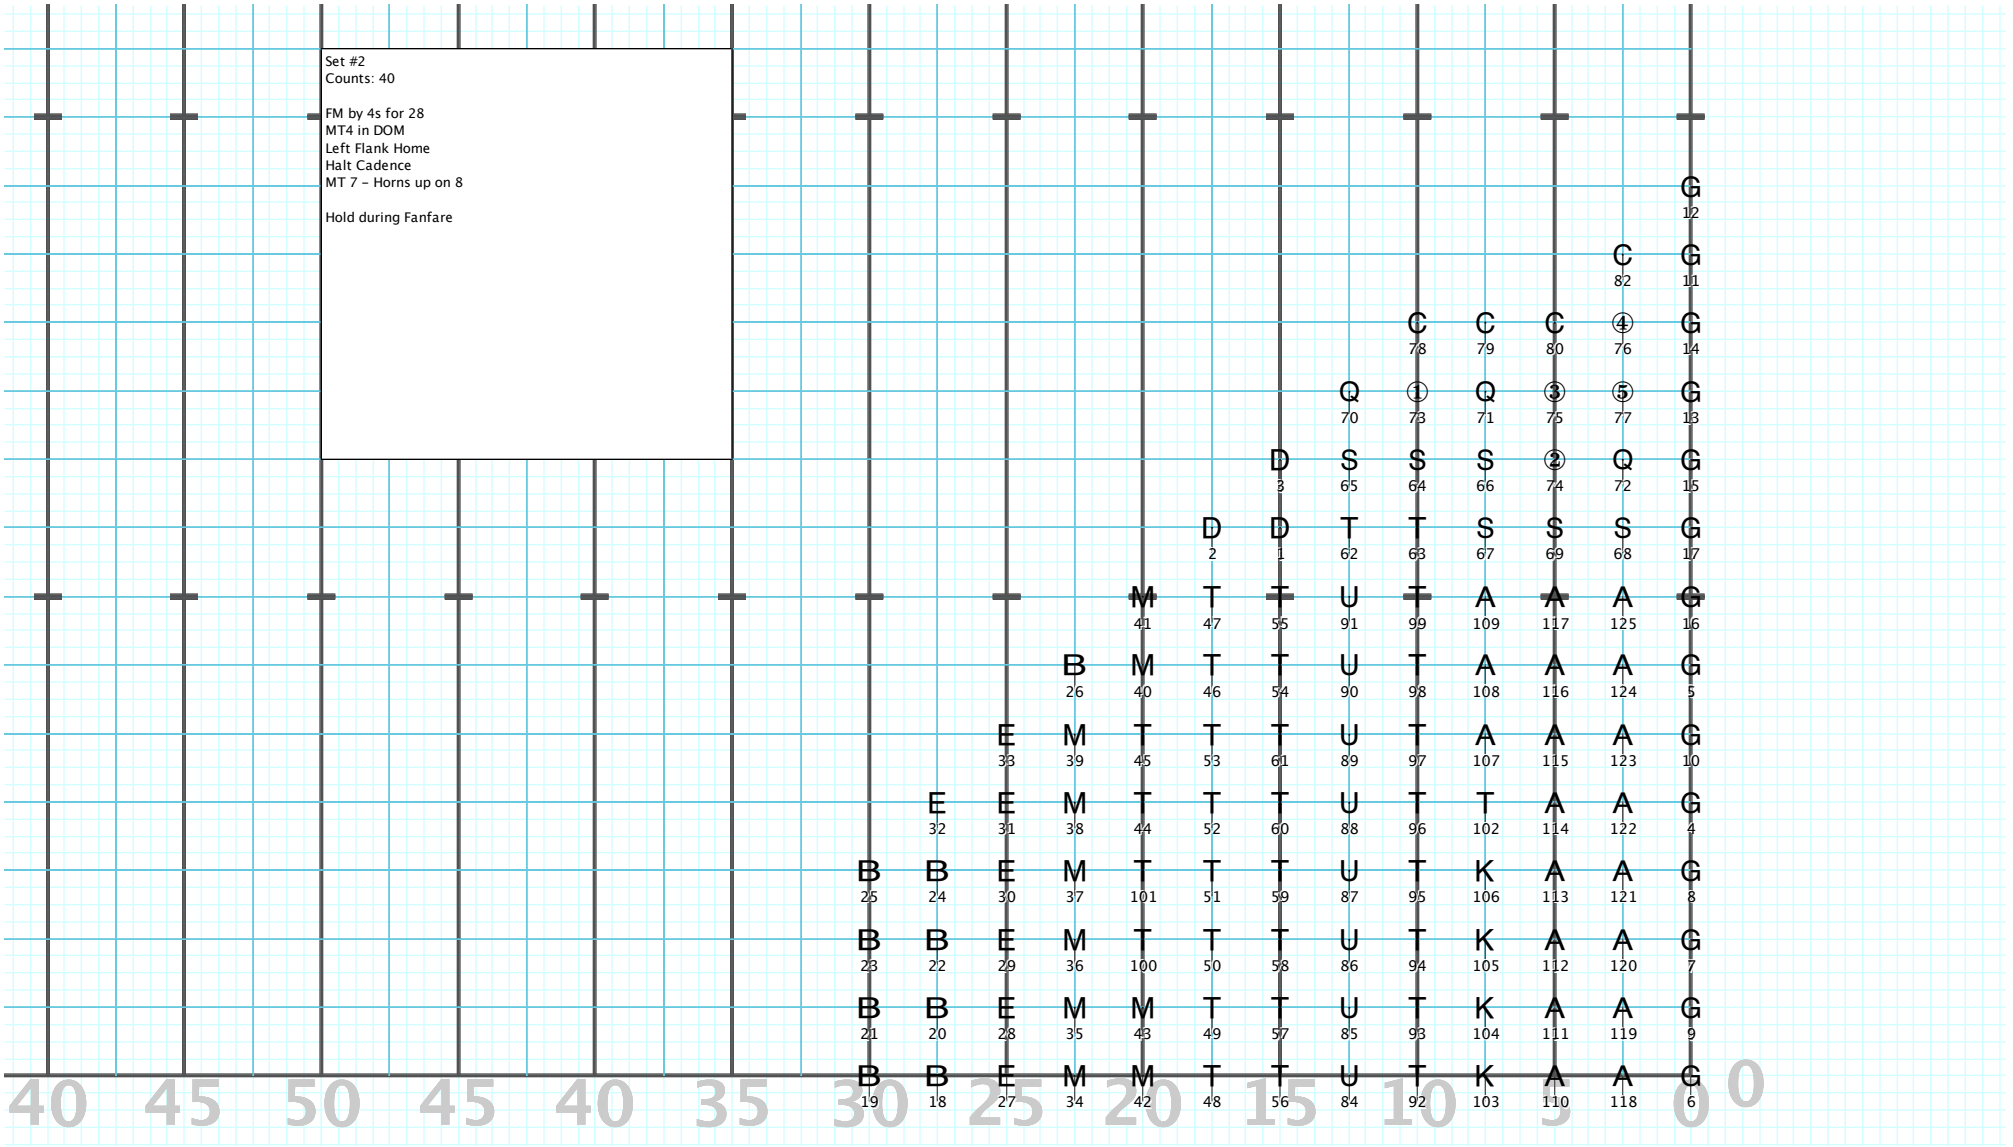 Set #2
Counts: 40
FM by 4s for 28
MT4 in DOM
Left Flank Home
Halt Cadence
MT 7 – Horns up on 8
Hold during Fanfare
G
12
C G
82 11
C C C ④ G
78 79 80 76 14
Q ① Q ③ ⑤ G
70 73 71 75 77 13
D S S S ② Q G
3 65 64 66 74 72 15
D D T T S S S G
2 1 62 63 67 69 68 17
M T T U T A A A G
41 47 55 91 99 109 117 125 16
B M T T U T A A A G
26 40 46 54 90 98 108 116 124 5
E M T T T U T A A A G
33 39 45 53 61 89 97 107 115 123 10
E E M T T T U T T A A G
32 31 38 44 52 60 88 96 102 114 122 4
B B E M T T T U T K A A G
25 24 30 37 101 51 59 87 95 106 113 121 8
B B E M T T T U T K A A G
23 22 29 36 100 50 58 86 94 105 112 120 7
B B E M M T T U T K A A G
21 20 28 35 43 49 57 85 93 104 111 119 9
B B E M M T T U T K A A G
19 18 27 34 42 48 56 84 92 103 110 118 6
40 45 50 45 40 35 30 25 20 15 10 5 0 0